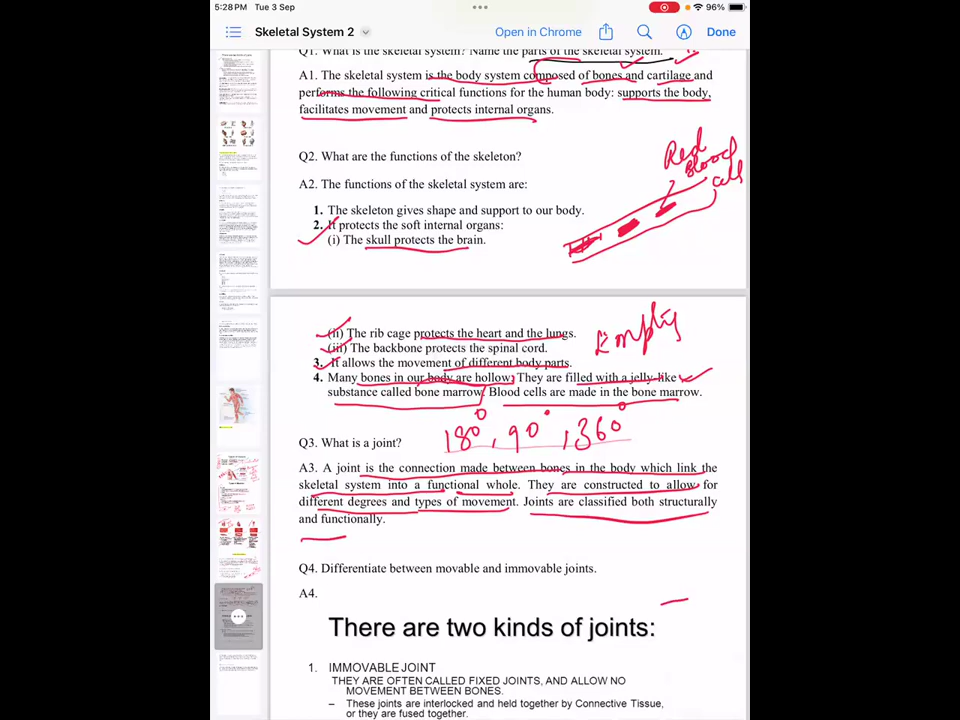 5:28 PM Tue 3 Sep
96%
Skeletal System 2
Open in Chrome
Done
Q1. What is the skeletal system? Name the parts of the skeletal system.
A1. The skeletal system is the body system composed of bones and cartilage and
performs the following critical functions for the human body: supports the body,
facilitates movement and protects internal organs.
Red
Blood
cell
Q2. What are the functions of the skeleton?
A2. The functions of the skeletal system are:
1. The skeleton gives shape and support to our body.
2. It protects the soft internal organs:
(i) The skull protects the brain.
(ii) The rib cage protects the heart and the lungs.
Empty
(iii) The backbone protects the spinal cord.
3. It allows the movement of different body parts.
4. Many bones in our body are hollow. They are filled with a jelly-like
substance called bone marrow. Blood cells are made in the bone marrow.
180°, 90°, 360°
Q3. What is a joint?
A3. A joint is the connection made between bones in the body which link the
skeletal system into a functional whole. They are constructed to allow for
different degrees and types of movement. Joints are classified both structurally
and functionally.
Q4. Differentiate between movable and immovable joints.
A4.
There are two kinds of joints:
1. IMMOVABLE JOINT
THEY ARE OFTEN CALLED FIXED JOINTS, AND ALLOW NO
MOVEMENT BETWEEN BONES.
– These joints are interlocked and held together by Connective Tissue,
or they are fused together.